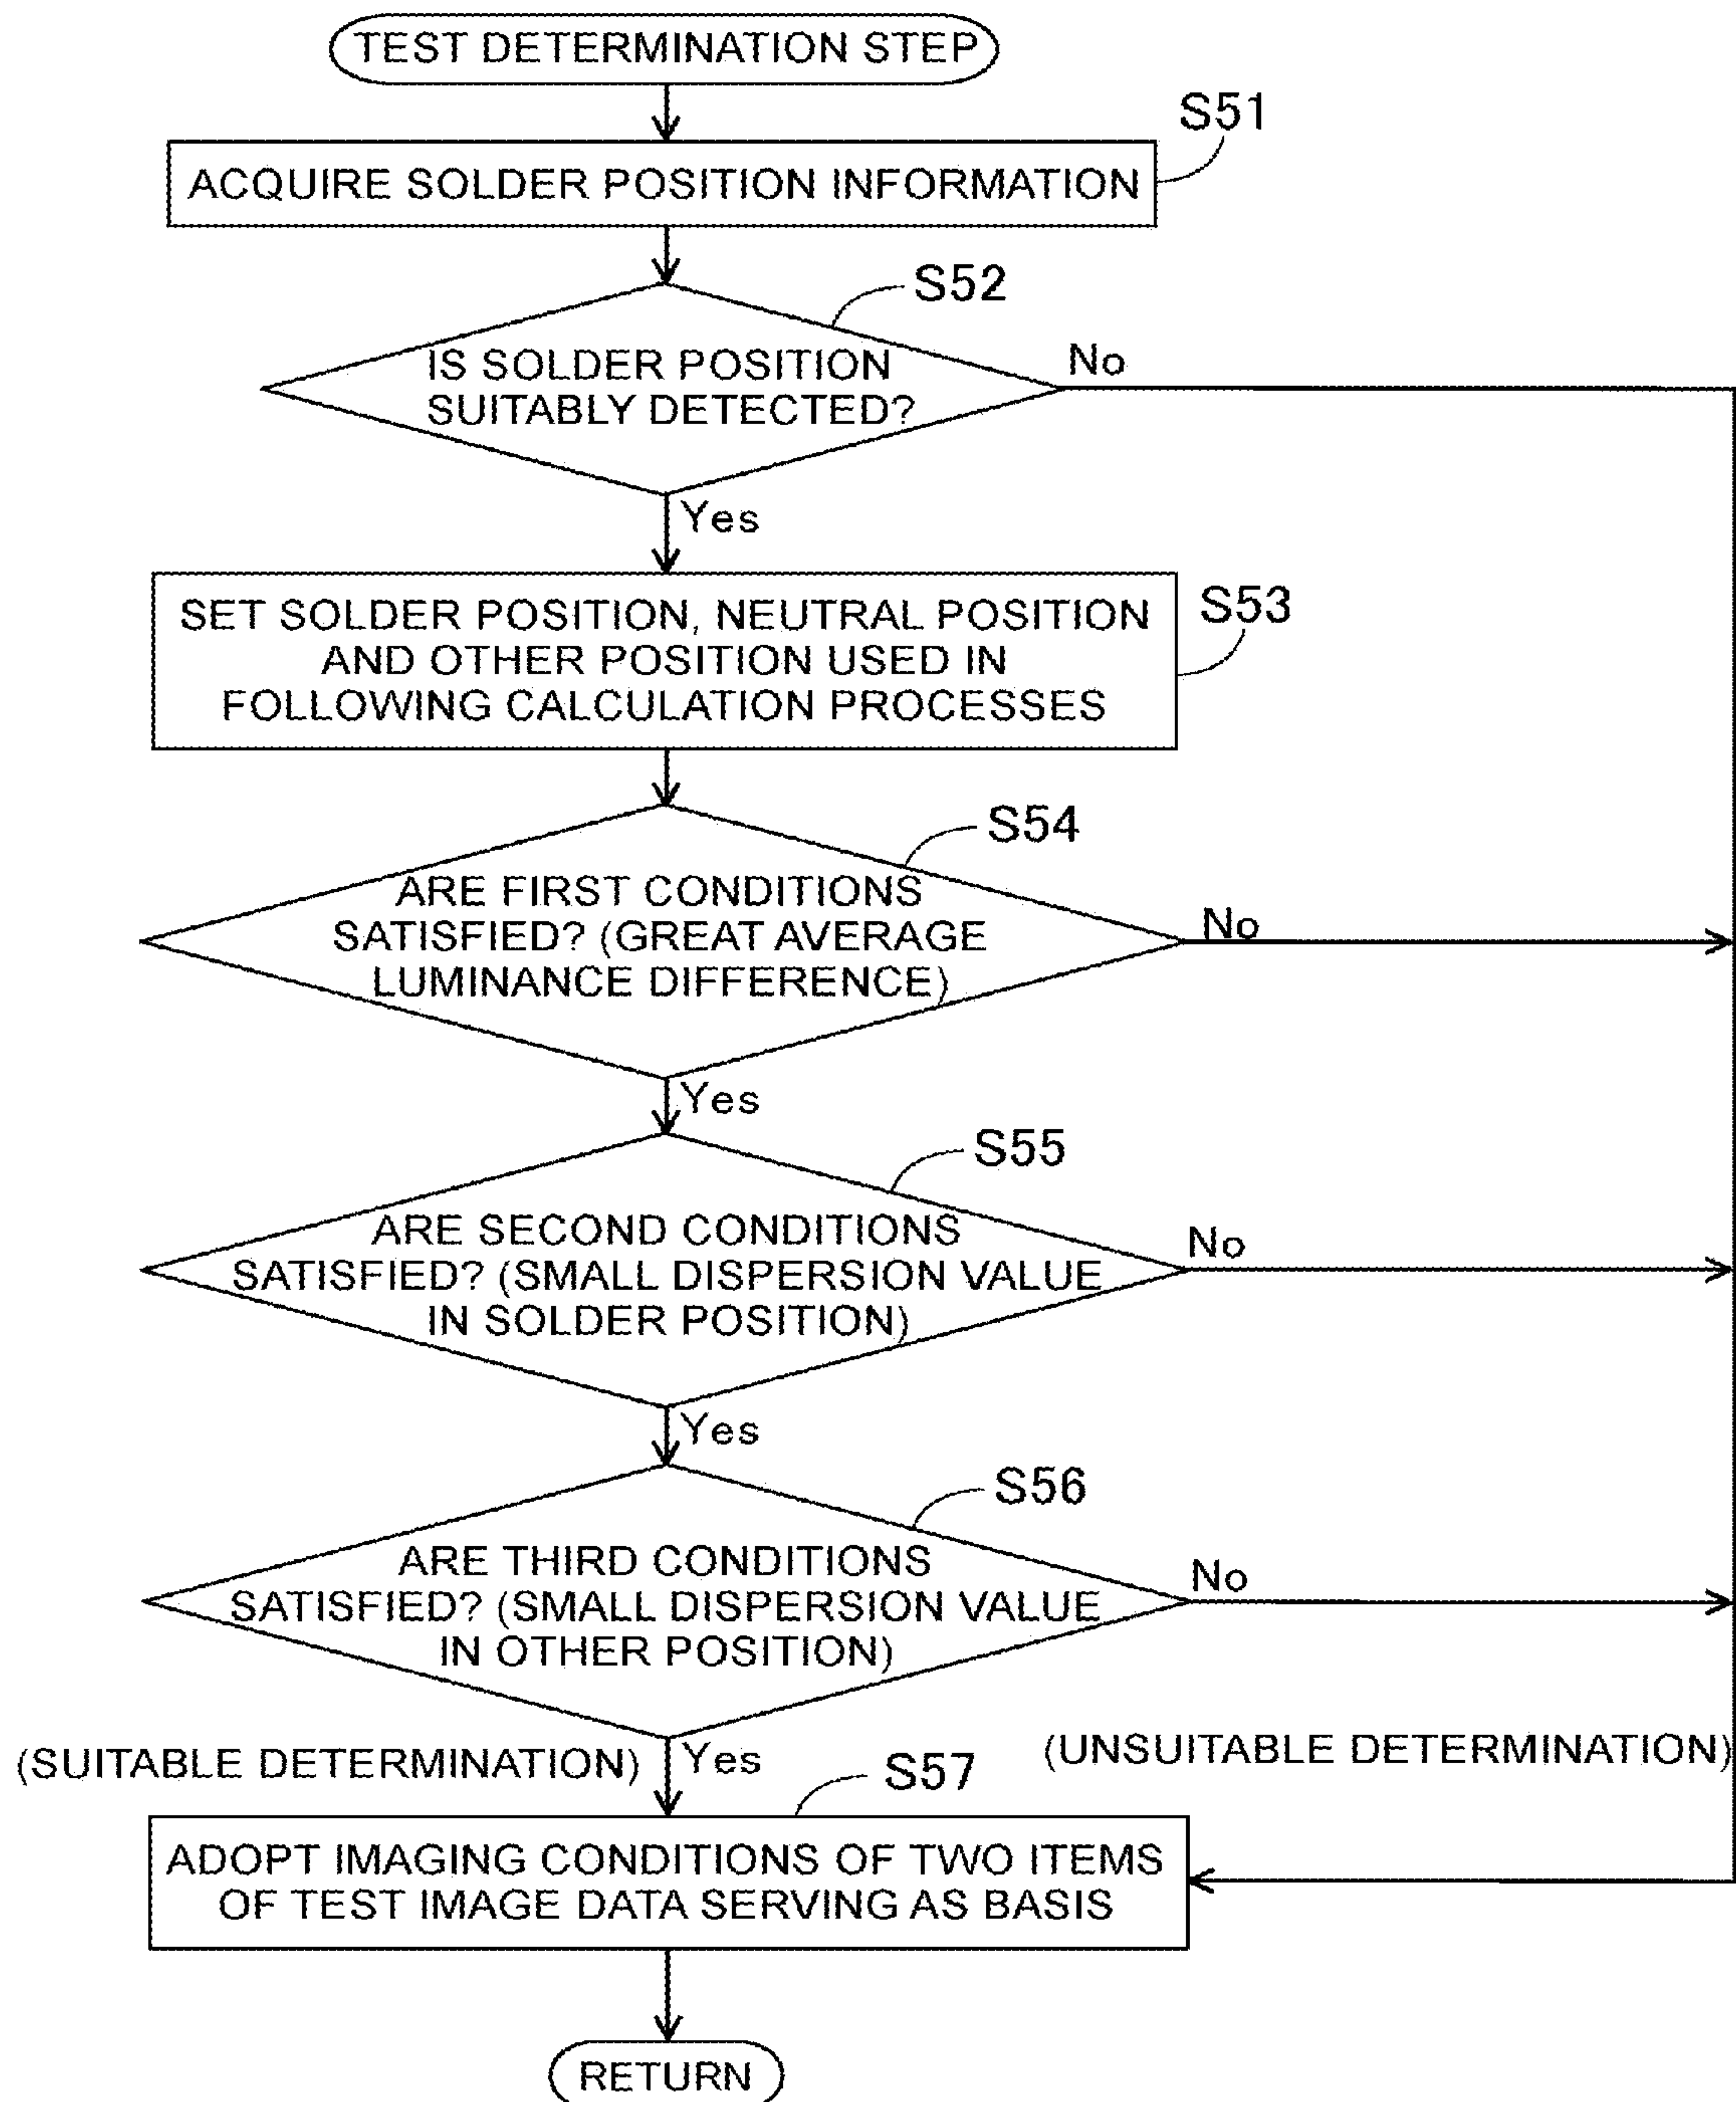 TEST DETERMINATION STEP
S51
ACQUIRE SOLDER POSITION INFORMATION
S52
IS SOLDER POSITION
SUITABLY DETECTED?
No
Yes
SET SOLDER POSITION, NEUTRAL POSITION
AND OTHER POSITION USED IN
FOLLOWING CALCULATION PROCESSES
S53
S54
ARE FIRST CONDITIONS
SATISFIED? (GREAT AVERAGE
LUMINANCE DIFFERENCE)
No
Yes
S55
ARE SECOND CONDITIONS
SATISFIED? (SMALL DISPERSION VALUE
IN SOLDER POSITION)
No
Yes
S56
ARE THIRD CONDITIONS
SATISFIED? (SMALL DISPERSION VALUE
IN OTHER POSITION)
No
(SUITABLE DETERMINATION)
Yes
(UNSUITABLE DETERMINATION)
S57
ADOPT IMAGING CONDITIONS OF TWO ITEMS
OF TEST IMAGE DATA SERVING AS BASIS
RETURN